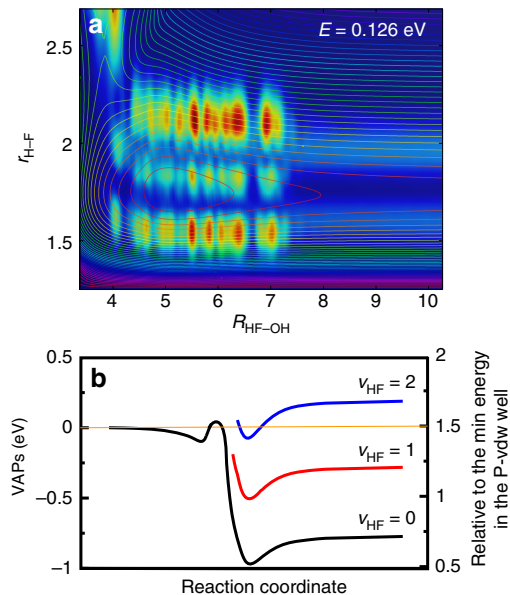 a
E = 0.126 eV
2.5
2
1.5
r_H–F
4
5
6
7
8
9
10
R_HF–OH
b
0.5
0
−0.5
−1
VAPs (eV)
v_HF = 2
v_HF = 1
v_HF = 0
2
1.5
1
0.5
Relative to the min energy
in the P-vdw well
Reaction coordinate